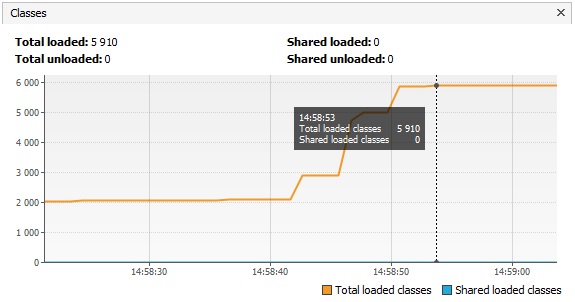 Classes
Total loaded: 5 910 Shared loaded: 0
Total unloaded: 0 Shared unloaded: 0
6 000
5 000
4 000
3 000
2 000
1 000
0
14:58:53
Total loaded classes 5 910
Shared loaded classes 0
14:58:30 14:58:40 14:58:50 14:59:00
Total loaded classes Shared loaded classes